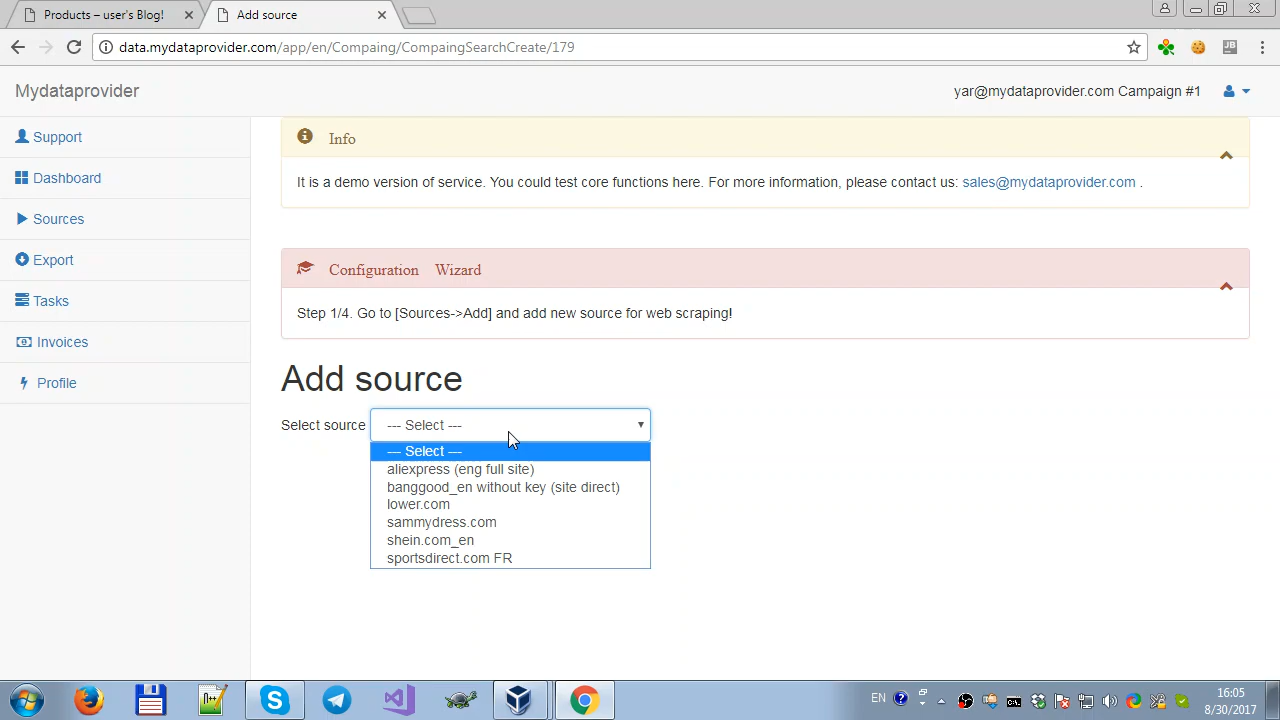 Products – user's Blog!
Add source
data.mydataprovider.com/app/en/Compaing/CompaingSearchCreate/179
JB
Mydataprovider
yar@mydataprovider.com Campaign #1
Support
Dashboard
Sources
Export
Tasks
Invoices
Profile
Info
It is a demo version of service. You could test core functions here. For more information, please contact us: sales@mydataprovider.com .
Configuration Wizard
Step 1/4. Go to [Sources->Add] and add new source for web scraping!
Add source
Select source
--- Select ---
--- Select ---
aliexpress (eng full site)
banggood_en without key (site direct)
lower.com
sammydress.com
shein.com_en
sportsdirect.com FR
EN
16:05
8/30/2017